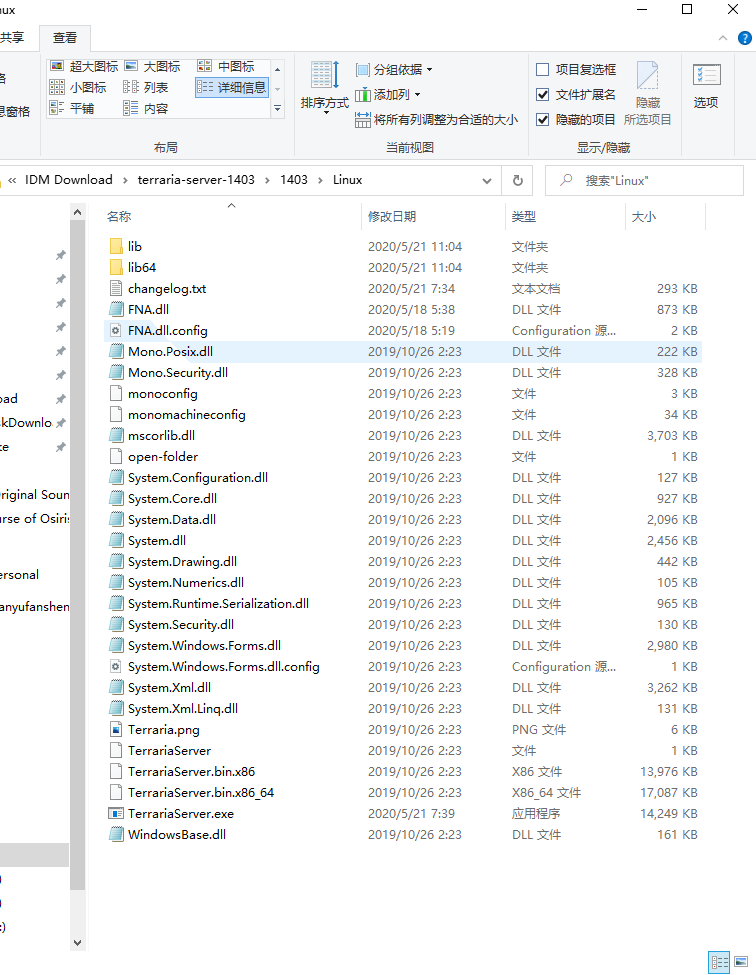 nux
共享 查看
超大图标 大图标 中图标
小图标 列表 详细信息
平铺 内容
布局
排序方式
分组依据
添加列
将所有列调整为合适的大小
当前视图
项目复选框
文件扩展名
隐藏的项目
隐藏
所选项目
显示/隐藏
选项
« IDM Download › terraria-server-1403 › 1403 › Linux
搜索"Linux"
名称 修改日期 类型 大小
lib 2020/5/21 11:04 文件夹
lib64 2020/5/21 11:04 文件夹
changelog.txt 2020/5/21 7:34 文本文档 293 KB
FNA.dll 2020/5/18 5:38 DLL 文件 873 KB
FNA.dll.config 2020/5/18 5:19 Configuration 源... 2 KB
Mono.Posix.dll 2019/10/26 2:23 DLL 文件 222 KB
Mono.Security.dll 2019/10/26 2:23 DLL 文件 328 KB
monoconfig 2019/10/26 2:23 文件 3 KB
monomachineconfig 2019/10/26 2:23 文件 34 KB
mscorlib.dll 2019/10/26 2:23 DLL 文件 3,703 KB
open-folder 2019/10/26 2:23 文件 1 KB
System.Configuration.dll 2019/10/26 2:23 DLL 文件 127 KB
System.Core.dll 2019/10/26 2:23 DLL 文件 927 KB
System.Data.dll 2019/10/26 2:23 DLL 文件 2,096 KB
System.dll 2019/10/26 2:23 DLL 文件 2,456 KB
System.Drawing.dll 2019/10/26 2:23 DLL 文件 442 KB
System.Numerics.dll 2019/10/26 2:23 DLL 文件 105 KB
System.Runtime.Serialization.dll 2019/10/26 2:23 DLL 文件 965 KB
System.Security.dll 2019/10/26 2:23 DLL 文件 130 KB
System.Windows.Forms.dll 2019/10/26 2:23 DLL 文件 2,980 KB
System.Windows.Forms.dll.config 2019/10/26 2:23 Configuration 源... 1 KB
System.Xml.dll 2019/10/26 2:23 DLL 文件 3,262 KB
System.Xml.Linq.dll 2019/10/26 2:23 DLL 文件 131 KB
Terraria.png 2019/10/26 2:23 PNG 文件 6 KB
TerrariaServer 2019/10/26 2:23 文件 1 KB
TerrariaServer.bin.x86 2019/10/26 2:23 X86 文件 13,976 KB
TerrariaServer.bin.x86_64 2019/10/26 2:23 X86_64 文件 17,087 KB
TerrariaServer.exe 2020/5/21 7:39 应用程序 14,249 KB
WindowsBase.dll 2019/10/26 2:23 DLL 文件 161 KB
oad
skDownlo
te
riginal Soun
urse of Osiris
ersonal
anyufanshen